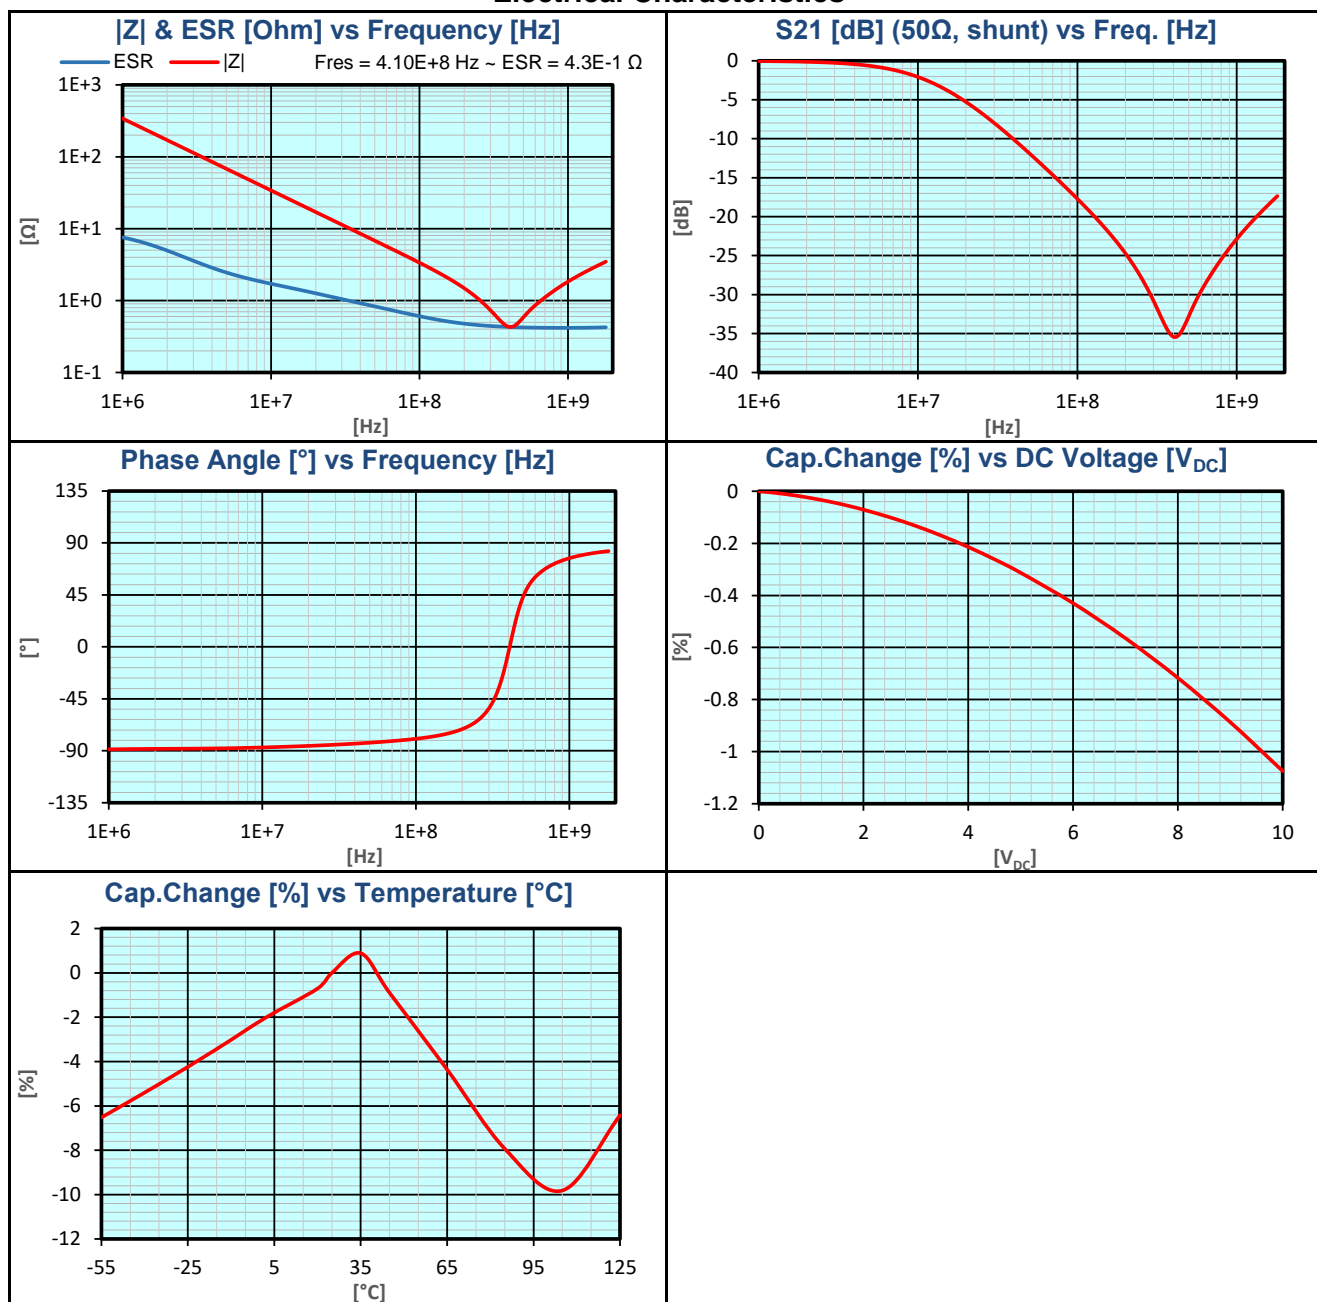 |Z| & ESR [Ohm] vs Frequency [Hz]
ESR |Z| Fres = 4.10E+8 Hz ~ ESR = 4.3E-1 Ω
1E+3
1E+2
1E+1
1E+0
1E-1
[Ω]
1E+6 1E+7 1E+8 1E+9
[Hz]
S21 [dB] (50Ω, shunt) vs Freq. [Hz]
0
-5
-10
-15
-20
-25
-30
-35
-40
[dB]
1E+6 1E+7 1E+8 1E+9
[Hz]
Phase Angle [°] vs Frequency [Hz]
135
90
45
0
-45
-90
-135
[°]
1E+6 1E+7 1E+8 1E+9
[Hz]
Cap.Change [%] vs DC Voltage [VDC]
0
-0.2
-0.4
-0.6
-0.8
-1
-1.2
[%]
0 2 4 6 8 10
[VDC]
Cap.Change [%] vs Temperature [°C]
2
0
-2
-4
-6
-8
-10
-12
[%]
-55 -25 5 35 65 95 125
[°C]